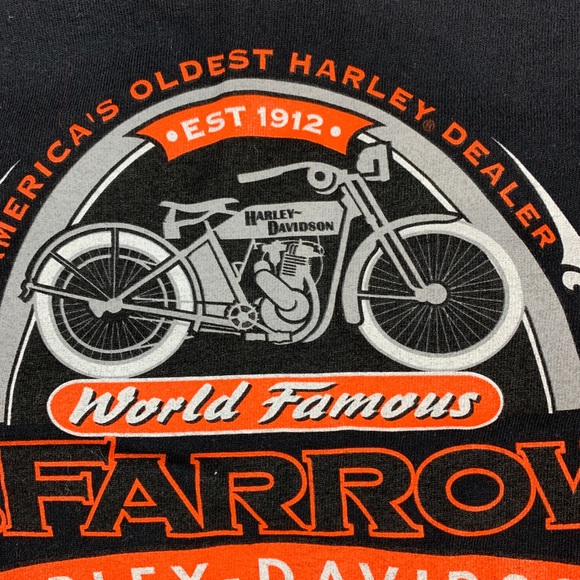 AMERICA'S OLDEST HARLEY® DEALER
• EST 1912 •
HARLEY-
DAVIDSON
World Famous
FARROW